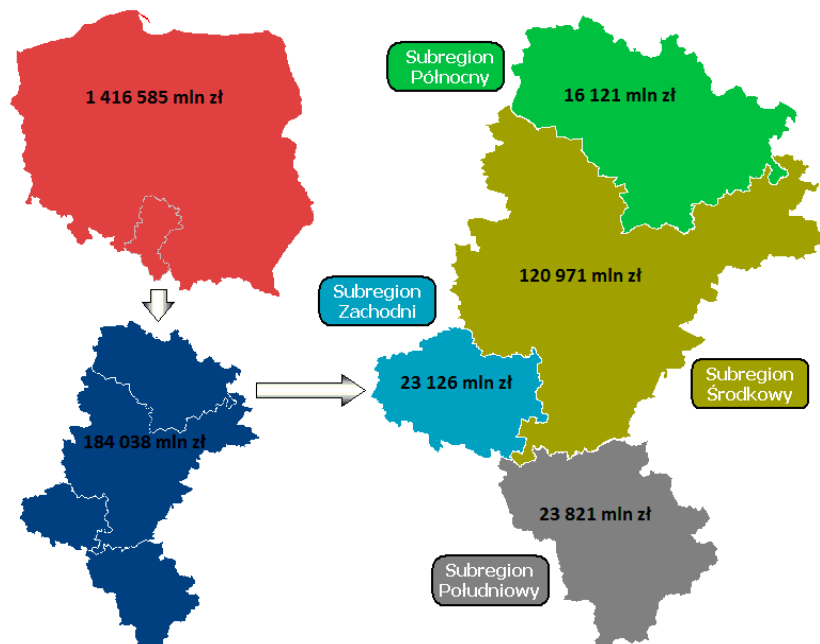 1 416 585 mln zł
Subregion
Północny
16 121 mln zł
120 971 mln zł
Subregion
Zachodni
23 126 mln zł
Subregion
Środkowy
184 038 mln zł
23 821 mln zł
Subregion
Południowy